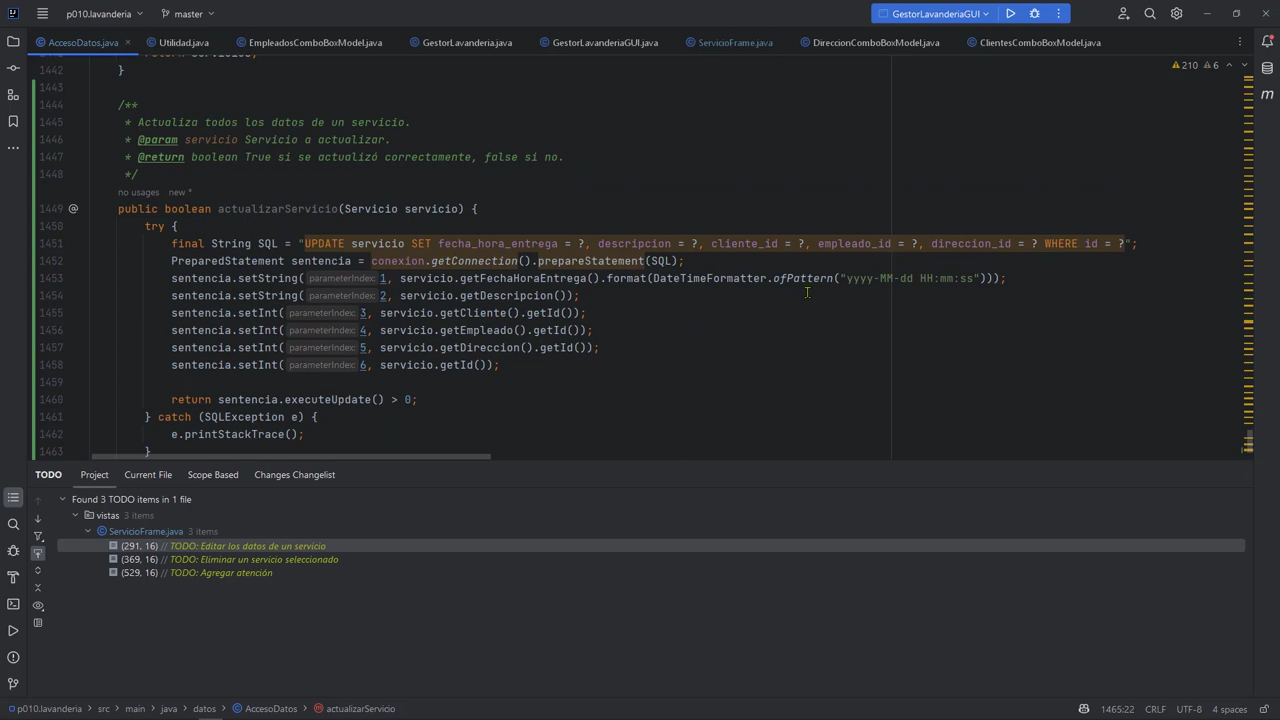 p010.lavanderia master GestorLavanderiaGUI
AccesoDatos.java Utilidad.java EmpleadosComboBoxModel.java GestorLavanderia.java GestorLavanderiaGUI.java ServicioFrame.java DireccionComboBoxModel.java ClientesComboBoxModel.java
210 6
1442 }
1443
1444 /**
1445 * Actualiza todos los datos de un servicio.
1446 * @param servicio Servicio a actualizar.
1447 * @return boolean True si se actualizó correctamente, false si no.
1448 */
no usages new *
1449 public boolean actualizarServicio(Servicio servicio) {
1450 try {
1451 final String SQL = "UPDATE servicio SET fecha_hora_entrega = ?, descripcion = ?, cliente_id = ?, empleado_id = ?, direccion_id = ? WHERE id = ?";
1452 PreparedStatement sentencia = conexion.getConnection().prepareStatement(SQL);
1453 sentencia.setString( parameterIndex: 1, servicio.getFechaHoraEntrega().format(DateTimeFormatter.ofPattern("yyyy-MM-dd HH:mm:ss")));
1454 sentencia.setString( parameterIndex: 2, servicio.getDescripcion());
1455 sentencia.setInt( parameterIndex: 3, servicio.getCliente().getId());
1456 sentencia.setInt( parameterIndex: 4, servicio.getEmpleado().getId());
1457 sentencia.setInt( parameterIndex: 5, servicio.getDireccion().getId());
1458 sentencia.setInt( parameterIndex: 6, servicio.getId());
1459
1460 return sentencia.executeUpdate() > 0;
1461 } catch (SQLException e) {
1462 e.printStackTrace();
1463 }
TODO Project Current File Scope Based Changes Changelist
Found 3 TODO items in 1 file
vistas 3 items
ServicioFrame.java 3 items
(291, 16) // TODO: Editar los datos de un servicio
(369, 16) // TODO: Eliminar un servicio seleccionado
(529, 16) // TODO: Agregar atención
p010.lavanderia > src > main > java > datos > AccesoDatos > actualizarServicio 1465:22 CRLF UTF-8 4 spaces